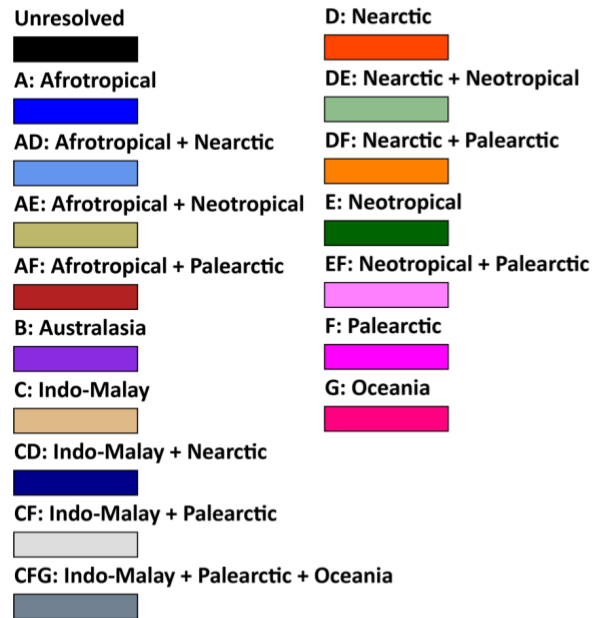 Unresolved
A: Afrotropical
AD: Afrotropical + Nearctic
AE: Afrotropical + Neotropical
AF: Afrotropical + Palearctic
B: Australasia
C: Indo-Malay
CD: Indo-Malay + Nearctic
CF: Indo-Malay + Palearctic
CFG: Indo-Malay + Palearctic + Oceania
D: Nearctic
DE: Nearctic + Neotropical
DF: Nearctic + Palearctic
E: Neotropical
EF: Neotropical + Palearctic
F: Palearctic
G: Oceania